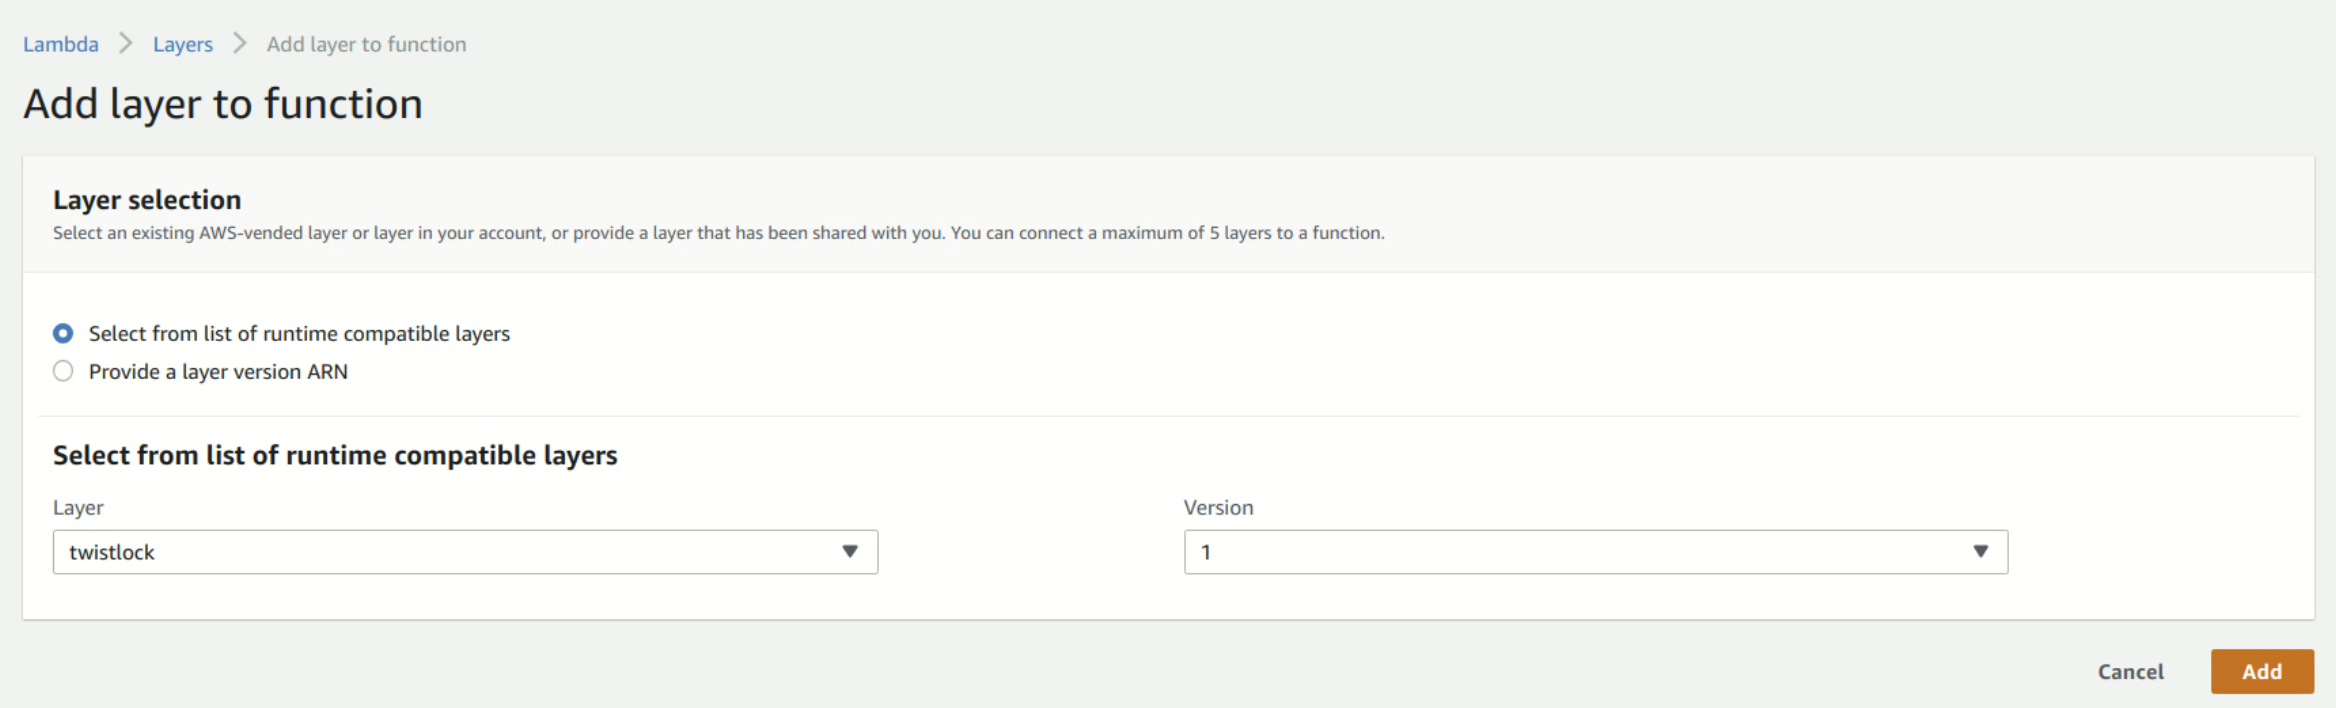 Lambda > Layers > Add layer to function
Add layer to function
Layer selection
Select an existing AWS-vended layer or layer in your account, or provide a layer that has been shared with you. You can connect a maximum of 5 layers to a function.
Select from list of runtime compatible layers
Provide a layer version ARN
Select from list of runtime compatible layers
Layer Version
twistlock 1
Cancel Add